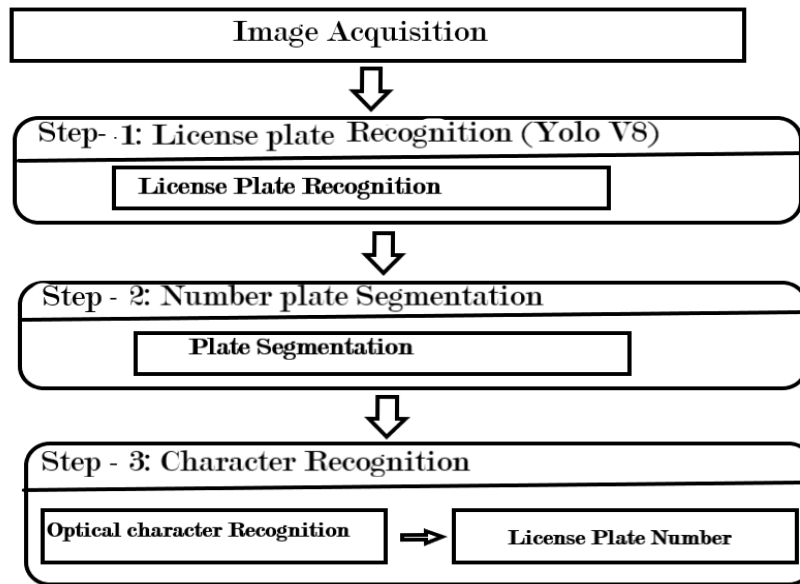 Image Acquisition
Step- 1: License plate Recognition (Yolo V8)
License Plate Recognition
Step - 2: Number plate Segmentation
Plate Segmentation
Step - 3: Character Recognition
Optical character Recognition
License Plate Number